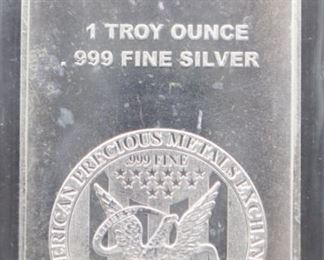 1 TROY OUNCE
.999 FINE SILVER
AMERICAN PRECIOUS METALS EXCHANGE
.999 FINE